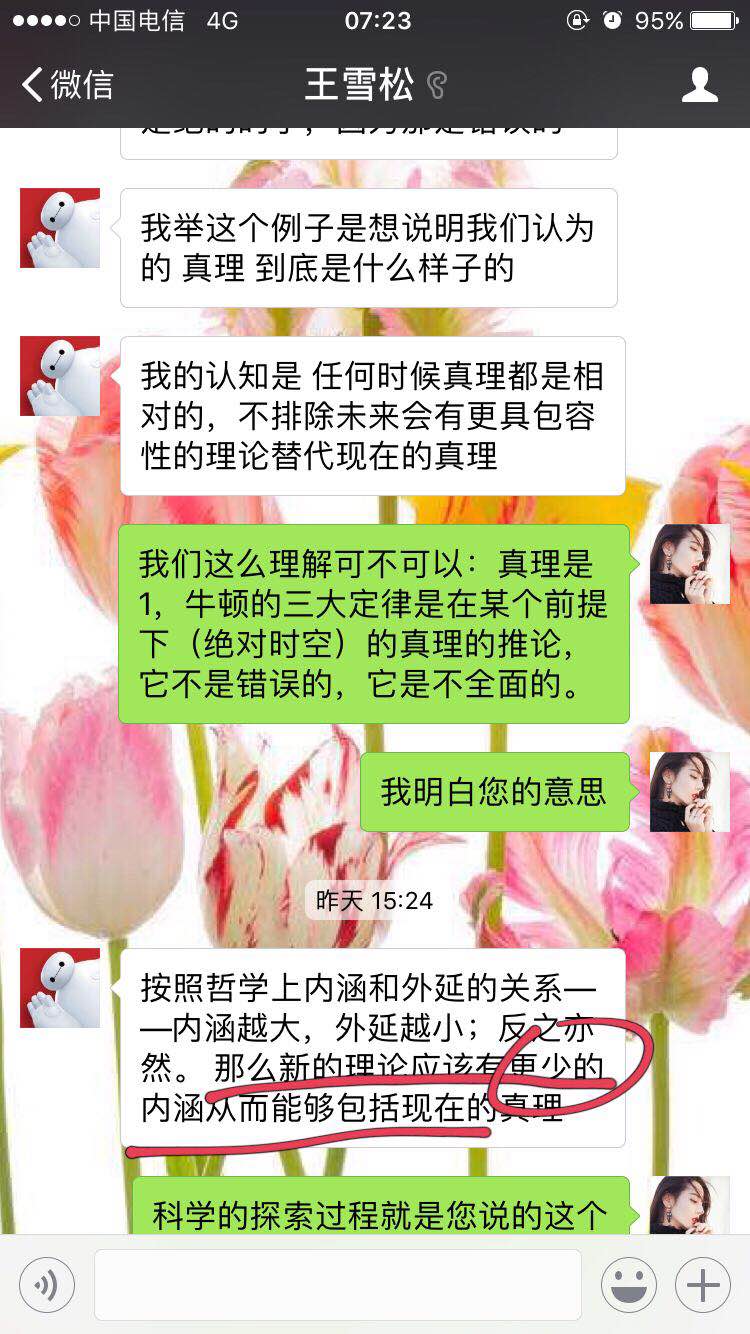 中国电信 4G 07:23 95%
微信 王雪松
我举这个例子是想说明我们认为
的 真理 到底是什么样子的
我的认知是 任何时候真理都是相
对的，不排除未来会有更具包容
性的理论替代现在的真理
我们这么理解可不可以：真理是
1，牛顿的三大定律是在某个前提
下（绝对时空）的真理的推论，
它不是错误的，它是不全面的。
我明白您的意思
昨天 15:24
按照哲学上内涵和外延的关系—
—内涵越大，外延越小；反之亦
然。 那么新的理论应该有更少的
内涵从而能够包括现在的真理
科学的探索过程就是您说的这个